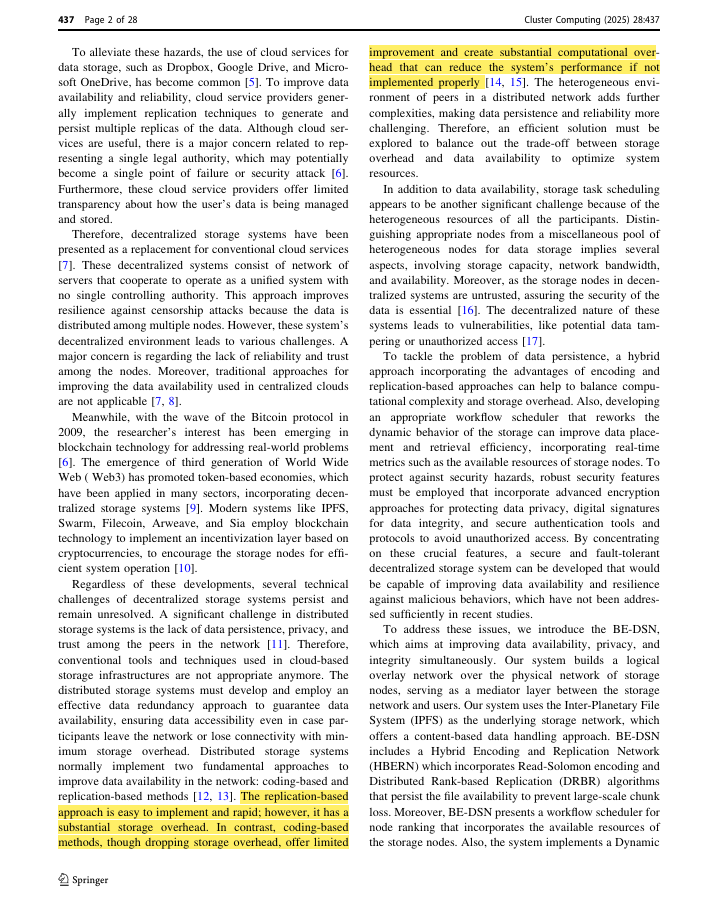 437 Page 2 of 28
Cluster Computing (2025) 28:437
To alleviate these hazards, the use of cloud services for
data storage, such as Dropbox, Google Drive, and Micro-
soft OneDrive, has become common [5]. To improve data
availability and reliability, cloud service providers gener-
ally implement replication techniques to generate and
persist multiple replicas of the data. Although cloud ser-
vices are useful, there is a major concern related to rep-
resenting a single legal authority, which may potentially
become a single point of failure or security attack [6].
Furthermore, these cloud service providers offer limited
transparency about how the user's data is being managed
and stored.
Therefore, decentralized storage systems have been
presented as a replacement for conventional cloud services
[7]. These decentralized systems consist of network of
servers that cooperate to operate as a unified system with
no single controlling authority. This approach improves
resilience against censorship attacks because the data is
distributed among multiple nodes. However, these system's
decentralized environment leads to various challenges. A
major concern is regarding the lack of reliability and trust
among the nodes. Moreover, traditional approaches for
improving the data availability used in centralized clouds
are not applicable [7, 8].
Meanwhile, with the wave of the Bitcoin protocol in
2009, the researcher's interest has been emerging in
blockchain technology for addressing real-world problems
[6]. The emergence of third generation of World Wide
Web ( Web3) has promoted token-based economies, which
have been applied in many sectors, incorporating decen-
tralized storage systems [9]. Modern systems like IPFS,
Swarm, Filecoin, Arweave, and Sia employ blockchain
technology to implement an incentivization layer based on
cryptocurrencies, to encourage the storage nodes for effi-
cient system operation [10].
Regardless of these developments, several technical
challenges of decentralized storage systems persist and
remain unresolved. A significant challenge in distributed
storage systems is the lack of data persistence, privacy, and
trust among the peers in the network [11]. Therefore,
conventional tools and techniques used in cloud-based
storage infrastructures are not appropriate anymore. The
distributed storage systems must develop and employ an
effective data redundancy approach to guarantee data
availability, ensuring data accessibility even in case par-
ticipants leave the network or lose connectivity with min-
imum storage overhead. Distributed storage systems
normally implement two fundamental approaches to
improve data availability in the network: coding-based and
replication-based methods [12, 13]. The replication-based
approach is easy to implement and rapid; however, it has a
substantial storage overhead. In contrast, coding-based
methods, though dropping storage overhead, offer limited
improvement and create substantial computational over-
head that can reduce the system's performance if not
implemented properly [14, 15]. The heterogeneous envi-
ronment of peers in a distributed network adds further
complexities, making data persistence and reliability more
challenging. Therefore, an efficient solution must be
explored to balance out the trade-off between storage
overhead and data availability to optimize system
resources.
In addition to data availability, storage task scheduling
appears to be another significant challenge because of the
heterogeneous resources of all the participants. Distin-
guishing appropriate nodes from a miscellaneous pool of
heterogeneous nodes for data storage implies several
aspects, involving storage capacity, network bandwidth,
and availability. Moreover, as the storage nodes in decen-
tralized systems are untrusted, assuring the security of the
data is essential [16]. The decentralized nature of these
systems leads to vulnerabilities, like potential data tam-
pering or unauthorized access [17].
To tackle the problem of data persistence, a hybrid
approach incorporating the advantages of encoding and
replication-based approaches can help to balance compu-
tational complexity and storage overhead. Also, developing
an appropriate workflow scheduler that reworks the
dynamic behavior of the storage can improve data place-
ment and retrieval efficiency, incorporating real-time
metrics such as the available resources of storage nodes. To
protect against security hazards, robust security features
must be employed that incorporate advanced encryption
approaches for protecting data privacy, digital signatures
for data integrity, and secure authentication tools and
protocols to avoid unauthorized access. By concentrating
on these crucial features, a secure and fault-tolerant
decentralized storage system can be developed that would
be capable of improving data availability and resilience
against malicious behaviors, which have not been addres-
sed sufficiently in recent studies.
To address these issues, we introduce the BE-DSN,
which aims at improving data availability, privacy, and
integrity simultaneously. Our system builds a logical
overlay network over the physical network of storage
nodes, serving as a mediator layer between the storage
network and users. Our system uses the Inter-Planetary File
System (IPFS) as the underlying storage network, which
offers a content-based data handling approach. BE-DSN
includes a Hybrid Encoding and Replication Network
(HBERN) which incorporates Read-Solomon encoding and
Distributed Rank-based Replication (DRBR) algorithms
that persist the file availability to prevent large-scale chunk
loss. Moreover, BE-DSN presents a workflow scheduler for
node ranking that incorporates the available resources of
the storage nodes. Also, the system implements a Dynamic
Springer